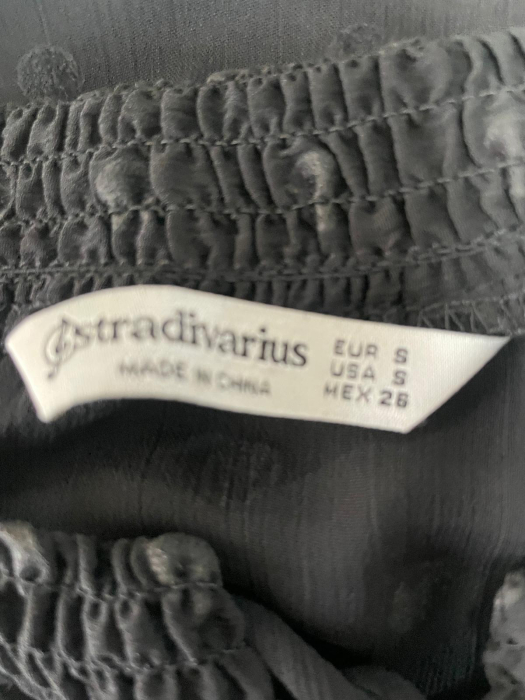 stradivarius
MADE IN CHINA
EUR S
USA S
MEX 26